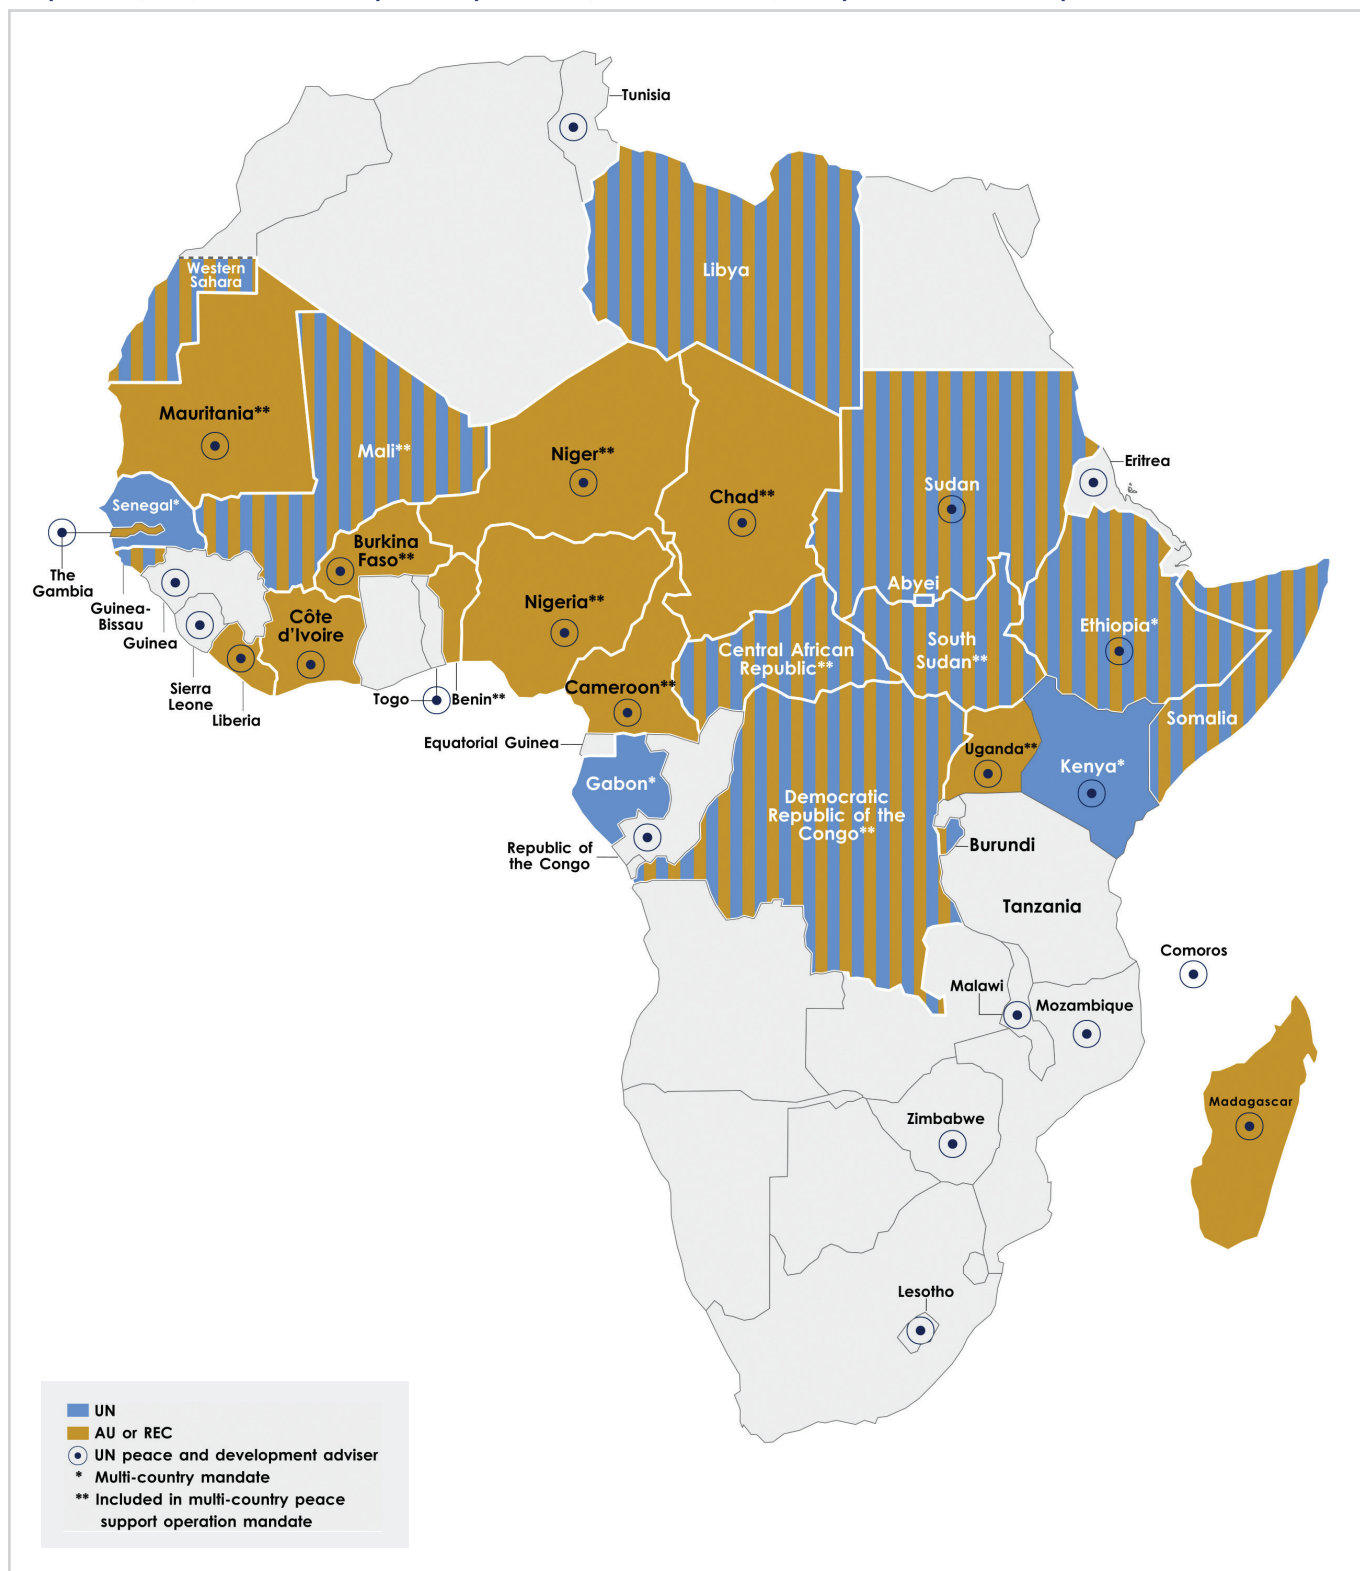 Tunisia
Western
Sahara
Libya
Mauritania**
Mali**
Niger**
Chad**
Sudan
Eritrea
Senegal*
The
Gambia
Burkina
Faso**
Guinea-
Bissau
Guinea
Côte
d'Ivoire
Nigeria**
Abyei
Ethiopia*
Central African
Republic**
South
Sudan**
Sierra
Leone
Liberia
Togo
Benin**
Cameroon**
Somalia
Equatorial Guinea
Gabon*
Uganda**
Kenya*
Democratic
Republic of the
Congo**
Republic of
the Congo
Burundi
Tanzania
Comoros
Malawi
Mozambique
Madagascar
Zimbabwe
Lesotho
UN
AU or REC
UN peace and development adviser
* Multi-country mandate
** Included in multi-country peace
support operation mandate